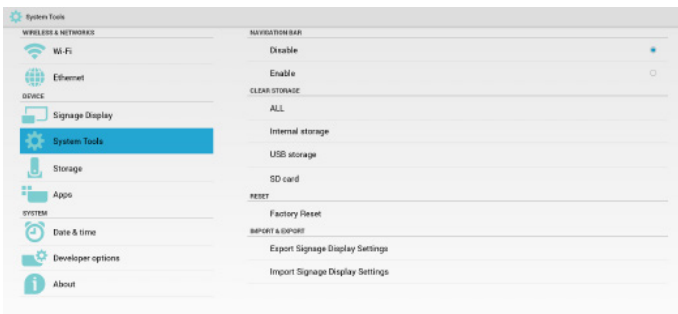 System Tools
WIRELESS & NETWORKS
Wi-Fi
Ethernet
DEVICE
Signage Display
System Tools
Storage
Apps
SYSTEM
Date & time
Developer options
About
NAVIGATION BAR
Disable
Enable
CLEAR STORAGE
ALL
Internal storage
USB storage
SD card
RESET
Factory Reset
IMPORT & EXPORT
Export Signage Display Settings
Import Signage Display Settings